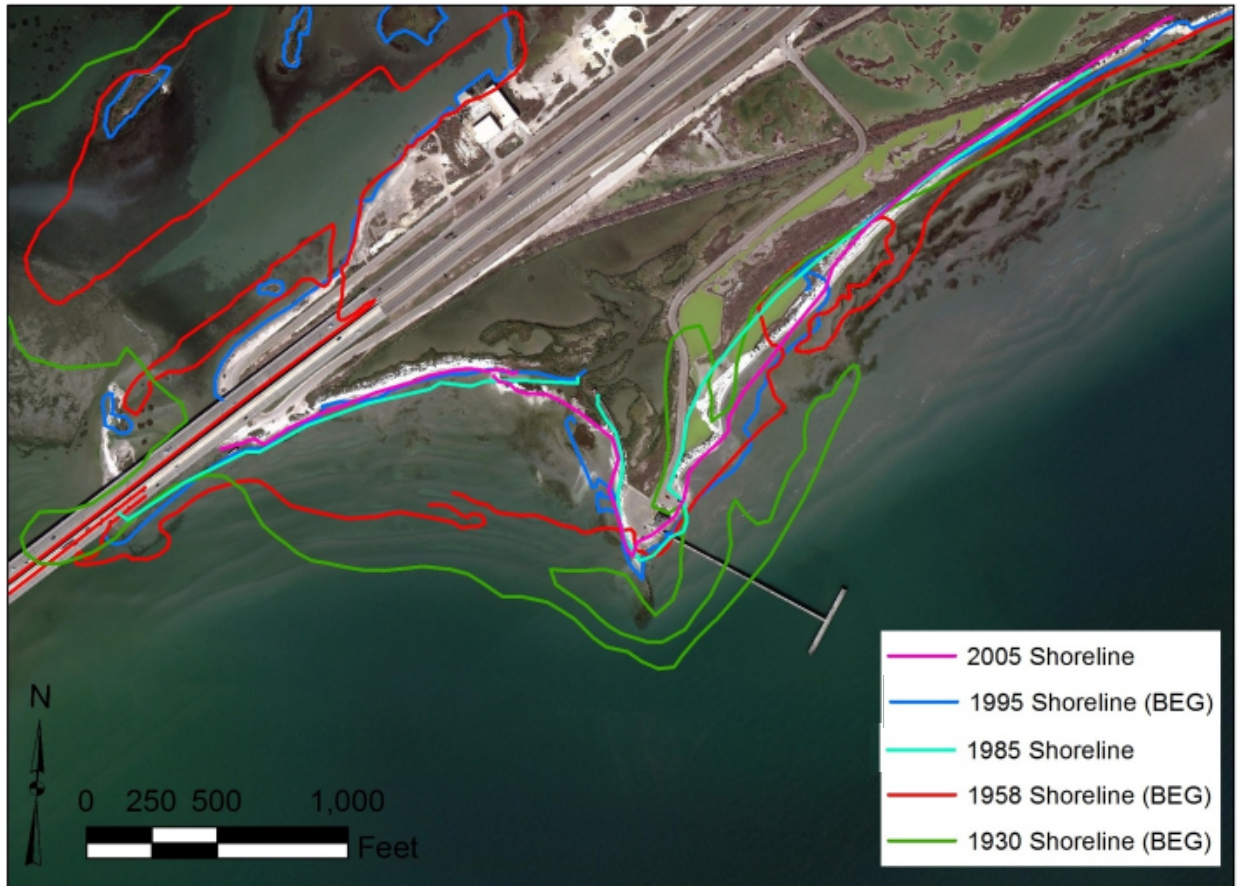 2005 Shoreline
1995 Shoreline (BEG)
1985 Shoreline
1958 Shoreline (BEG)
1930 Shoreline (BEG)
N
0 250 500 1,000
Feet